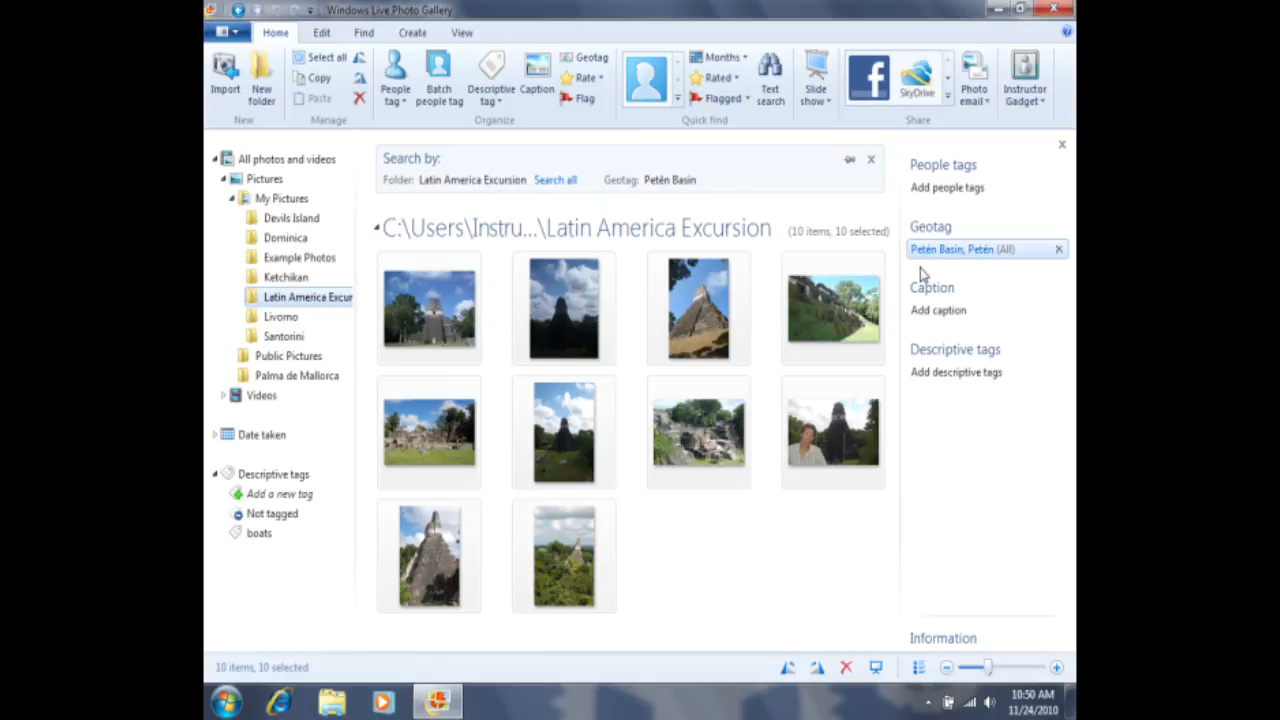 Windows Live Photo Gallery
Home Edit Find Create View
Import
New folder
New
Select all
Copy
Paste
Manage
People tag
Batch people tag
Descriptive tag
Caption
Geotag
Rate
Flag
Organize
Months
Rated
Flagged
Text search
Quick find
Slide show
SkyDrive
Share
Photo email
Instructor Gadget
All photos and videos
Pictures
My Pictures
Devils Island
Dominica
Example Photos
Ketchikan
Latin America Excur
Livorno
Santorini
Public Pictures
Palma de Mallorca
Videos
Date taken
Descriptive tags
Add a new tag
Not tagged
boats
Search by:
Folder: Latin America Excursion Search all Geotag: Petén Basin
C:\Users\Instru...\Latin America Excursion (10 items, 10 selected)
People tags
Add people tags
Geotag
Petén Basin, Petén (All)
Caption
Add caption
Descriptive tags
Add descriptive tags
Information
10 items, 10 selected
10:50 AM
11/24/2010